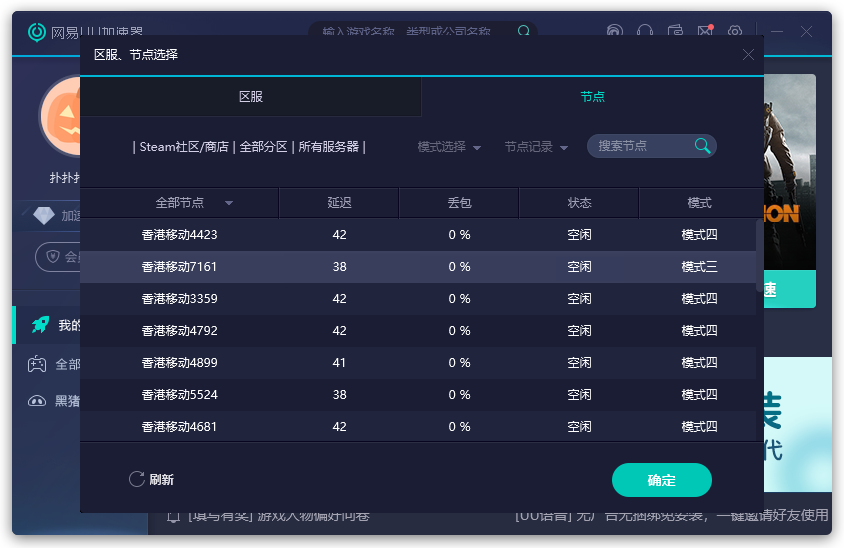 网易UU加速器
输入游戏名称、类型或公司名称
区服、节点选择
区服
节点
| Steam社区/商店 | 全部分区 | 所有服务器 |
模式选择
节点记录
搜索节点
全部节点 延迟 丢包 状态 模式
香港移动4423 42 0 % 空闲 模式四
香港移动7161 38 0 % 空闲 模式三
香港移动3359 42 0 % 空闲 模式四
香港移动4792 42 0 % 空闲 模式四
香港移动4899 41 0 % 空闲 模式四
香港移动5524 38 0 % 空闲 模式四
香港移动4681 42 0 % 空闲 模式四
刷新
确定
扑扑
加速
会
我的
全部
黑猪
ION
速
装
代
[填写有奖] 游戏人物偏好问卷
[UU语音] 无广告无捆绑免安装，一键邀请好友使用